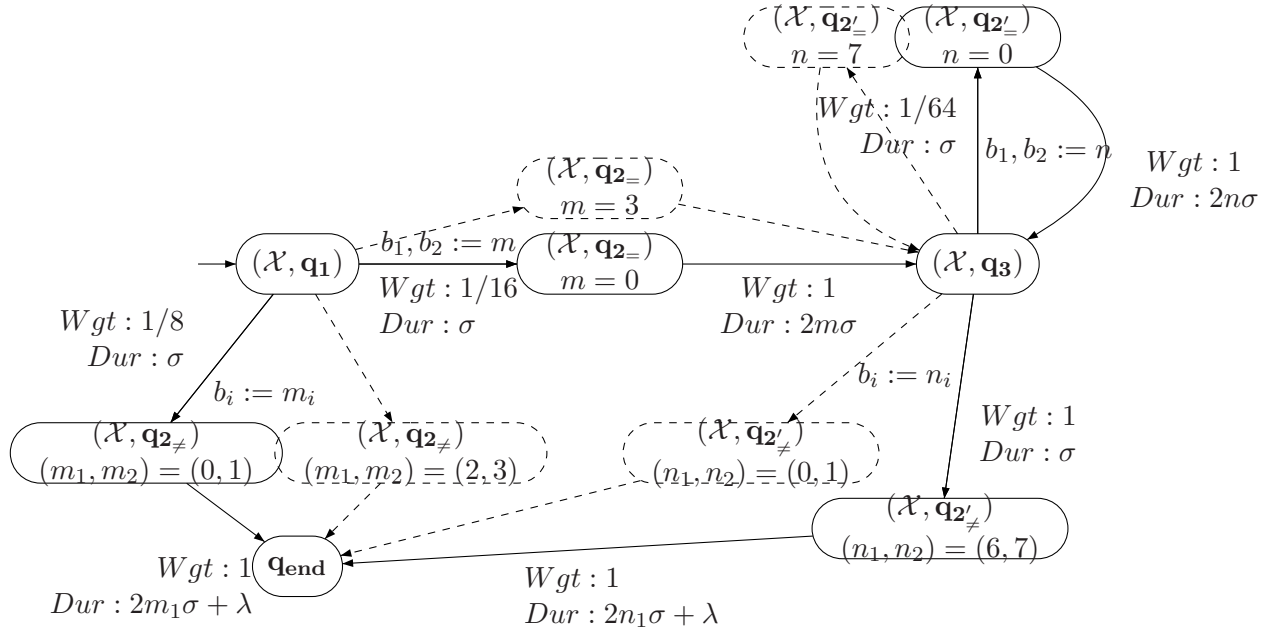 (𝒳, q₂′₌)
n = 7
(𝒳, q₂′₌)
n = 0
Wgt : 1/64
Dur : σ
b₁, b₂ := n
Wgt : 1
Dur : 2nσ
(𝒳, q₂₌)
m = 3
(𝒳, q₁)
b₁, b₂ := m
(𝒳, q₂₌)
m = 0
(𝒳, q₃)
Wgt : 1/16
Dur : σ
Wgt : 1
Dur : 2mσ
Wgt : 1/8
Dur : σ
bᵢ := mᵢ
bᵢ := nᵢ
Wgt : 1
Dur : σ
(𝒳, q₂≠)
(m₁, m₂) = (0, 1)
(𝒳, q₂≠)
(m₁, m₂) = (2, 3)
(𝒳, q₂′≠)
(n₁, n₂) = (0, 1)
(𝒳, q₂′≠)
(n₁, n₂) = (6, 7)
Wgt : 1
Dur : 2m₁σ + λ
q_end
Wgt : 1
Dur : 2n₁σ + λ